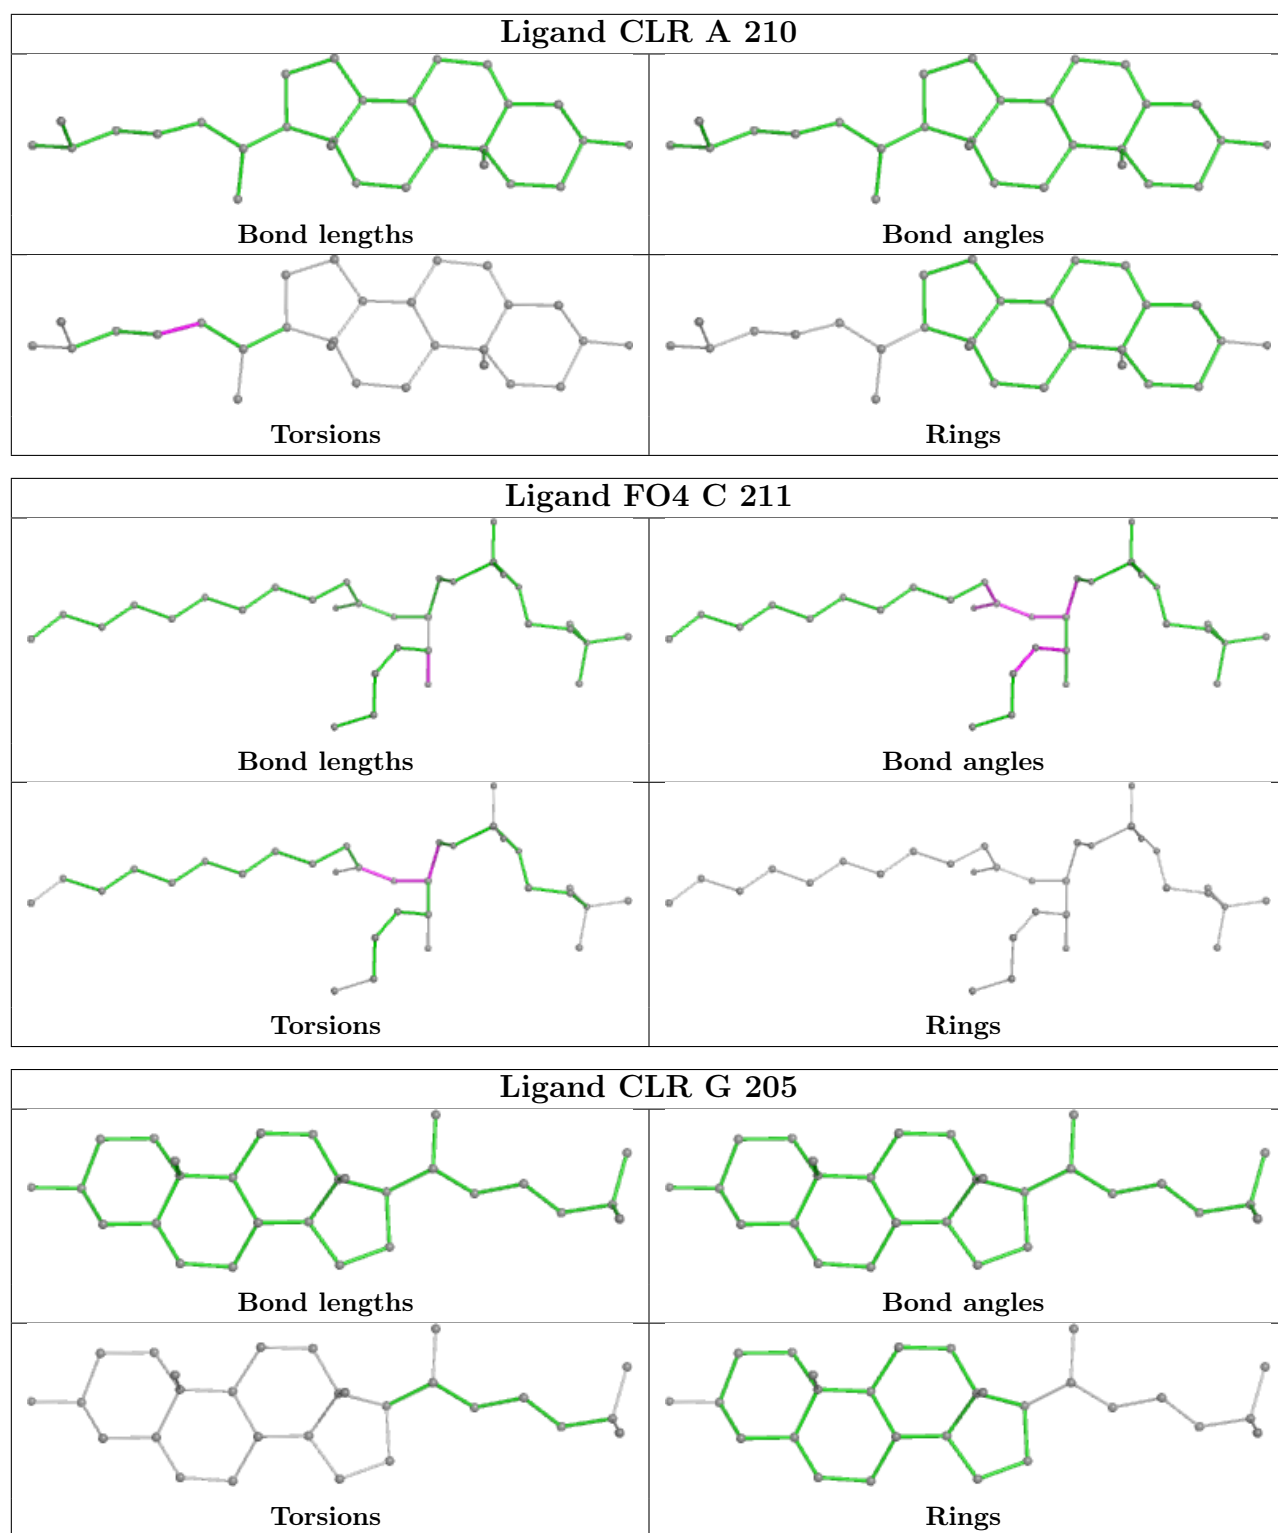 Ligand CLR A 210
Bond lengths
Bond angles
Torsions
Rings
Ligand FO4 C 211
Bond lengths
Bond angles
Torsions
Rings
Ligand CLR G 205
Bond lengths
Bond angles
Torsions
Rings